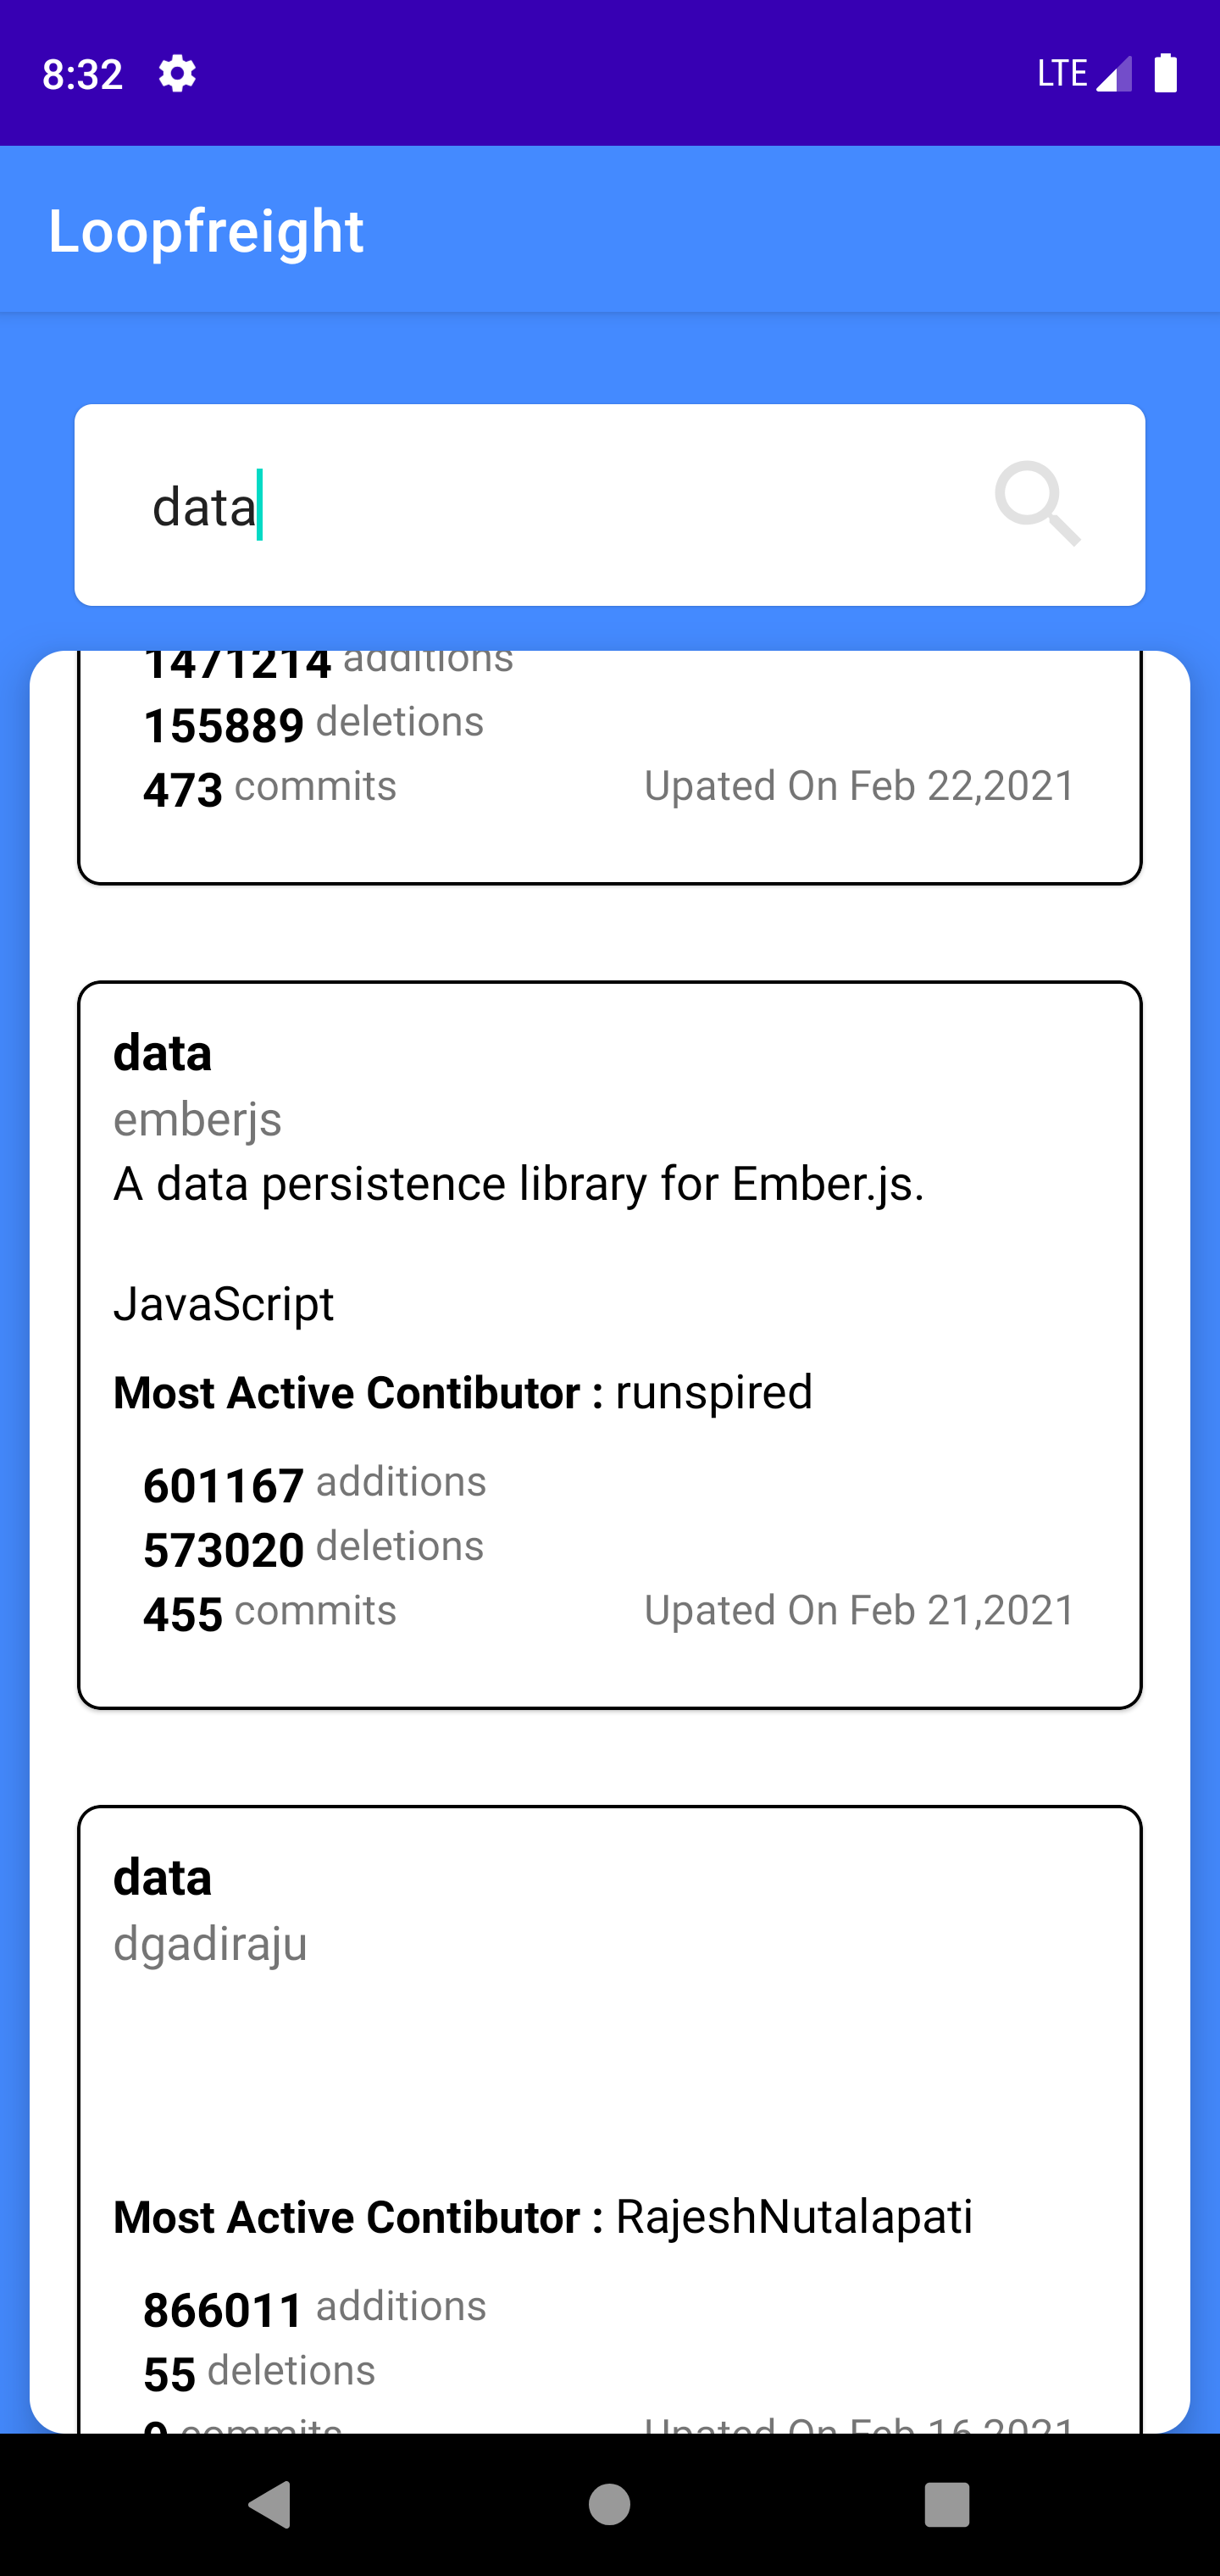 8:32 LTE
Loopfreight
data
1471214 additions
155889 deletions
473 commits Upated On Feb 22,2021
data
emberjs
A data persistence library for Ember.js.
JavaScript
Most Active Contibutor : runspired
601167 additions
573020 deletions
455 commits Upated On Feb 21,2021
data
dgadiraju
Most Active Contibutor : RajeshNutalapati
866011 additions
55 deletions
commits Upated On Feb 16,2021